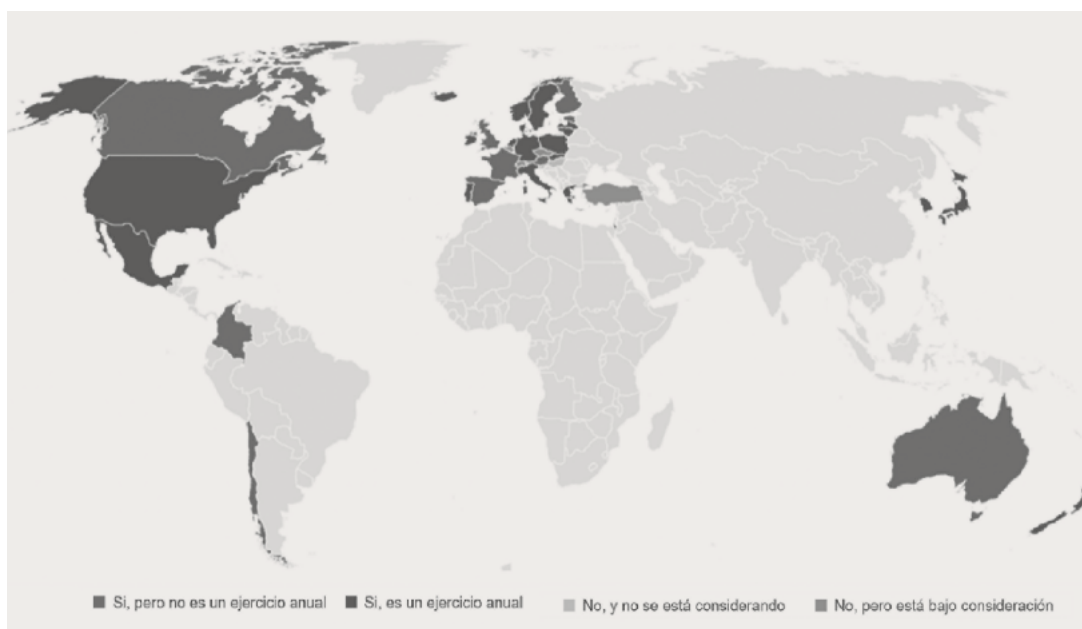 Si, pero no es un ejercicio anual
Si, es un ejercicio anual
No, y no se está considerando
No, pero está bajo consideración